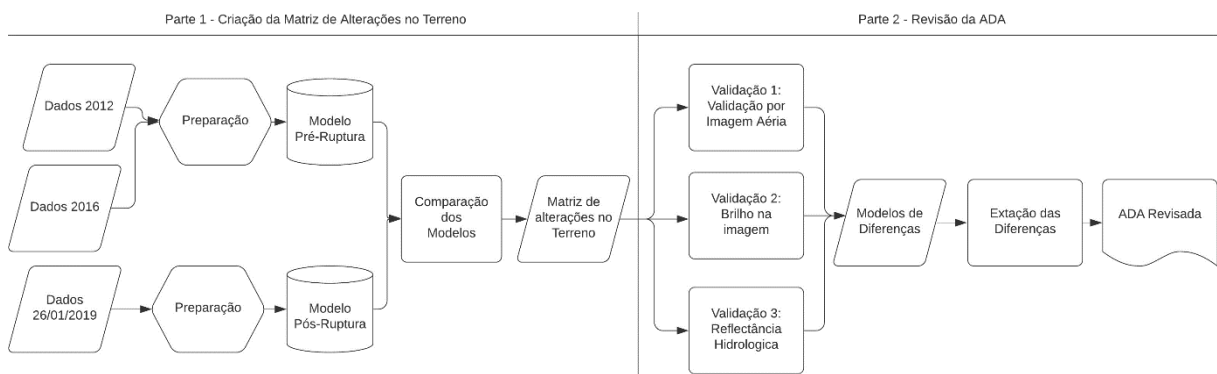 Parte 1 - Criação da Matriz de Alterações no Terreno
Parte 2 - Revisão da ADA
Dados 2012
Dados 2016
Preparação
Modelo
Pré-Ruptura
Dados
26/01/2019
Preparação
Modelo
Pós-Ruptura
Comparação
dos
Modelos
Matriz de
alterações no
Terreno
Validação 1:
Validação por
Imagem Aéria
Validação 2:
Brilho na
imagem
Validação 3:
Reflectância
Hidrologica
Modelos de
Diferenças
Extação das
Diferenças
ADA Revisada